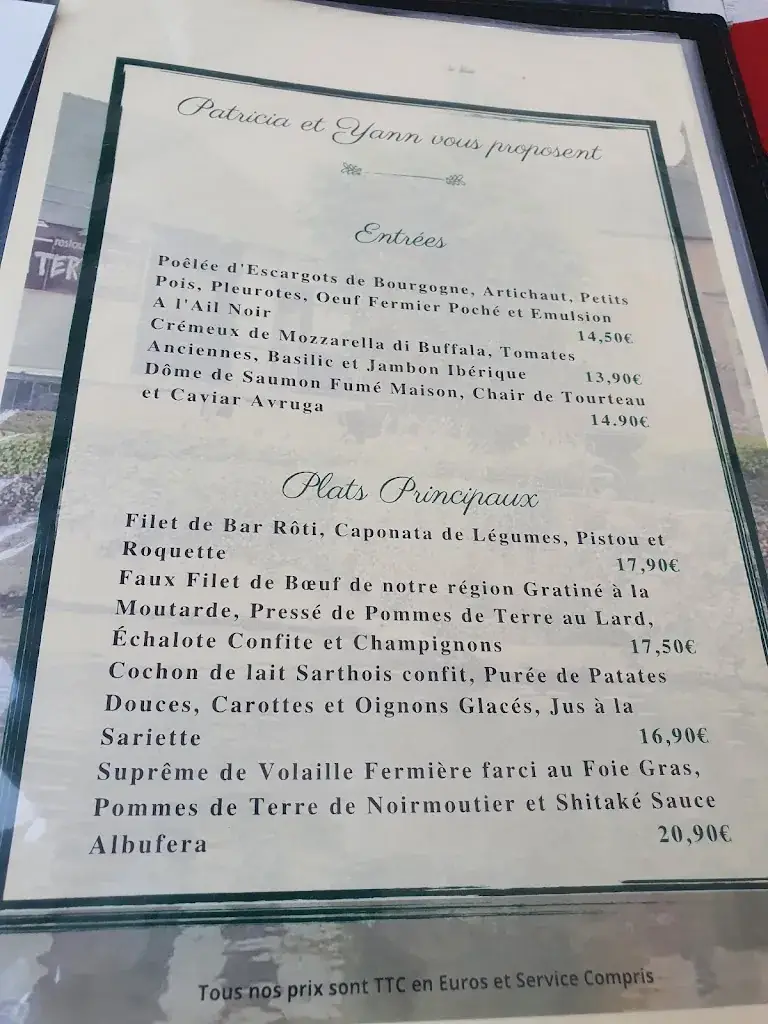 Patricia et Yann vous proposent
Entrées
Poêlée d'Escargots de Bourgogne, Artichaut, Petits
Pois, Pleurotes, Oeuf Fermier Poché et Emulsion
A l'Ail Noir 14,50€
Crémeux de Mozzarella di Buffala, Tomates
Anciennes, Basilic et Jambon Ibérique 13,90€
Dôme de Saumon Fumé Maison, Chair de Tourteau
et Caviar Avruga 14.90€
Plats Principaux
Filet de Bar Rôti, Caponata de Légumes, Pistou et
Roquette 17,90€
Faux Filet de Bœuf de notre région Gratiné à la
Moutarde, Pressé de Pommes de Terre au Lard,
Échalote Confite et Champignons 17,50€
Cochon de lait Sarthois confit, Purée de Patates
Douces, Carottes et Oignons Glacés, Jus à la
Sariette 16,90€
Suprême de Volaille Fermière farci au Foie Gras,
Pommes de Terre de Noirmoutier et Shitaké Sauce
Albufera 20,90€
Tous nos prix sont TTC en Euros et Service Compris
restau
TER